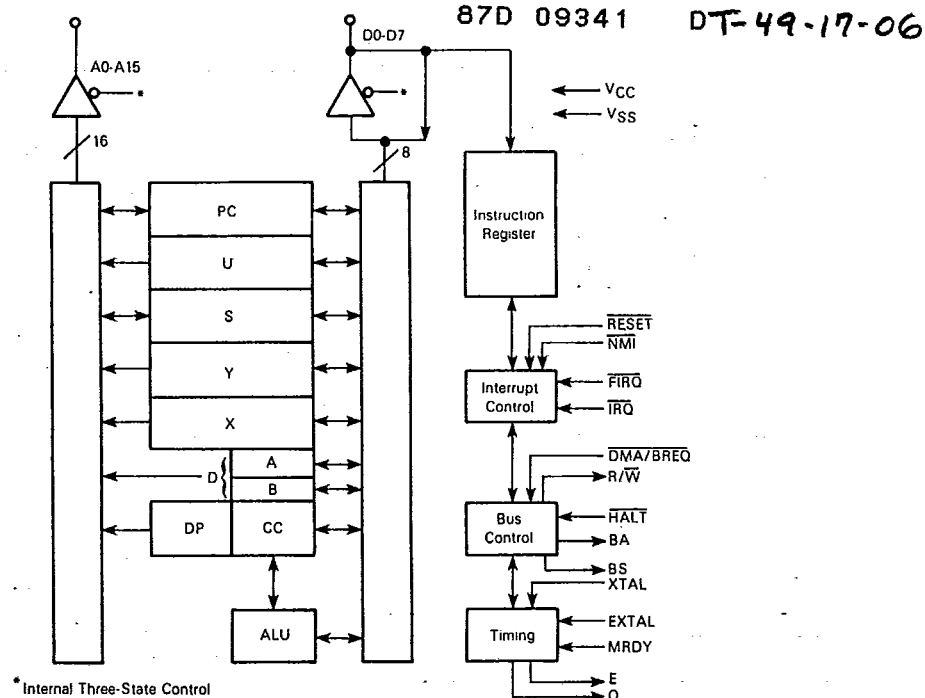 87D 09341 DT-49-17-06
A0-A15
*
16
D0-D7
*
8
VCC
VSS
PC
U
S
Y
X
D{
A
B
DP
CC
ALU
Instruction
Register
RESET
NMI
Interrupt
Control
FIRQ
IRQ
DMA/BREQ
R/W
Bus
Control
HALT
BA
BS
XTAL
Timing
EXTAL
MRDY
E
Q
*Internal Three-State Control